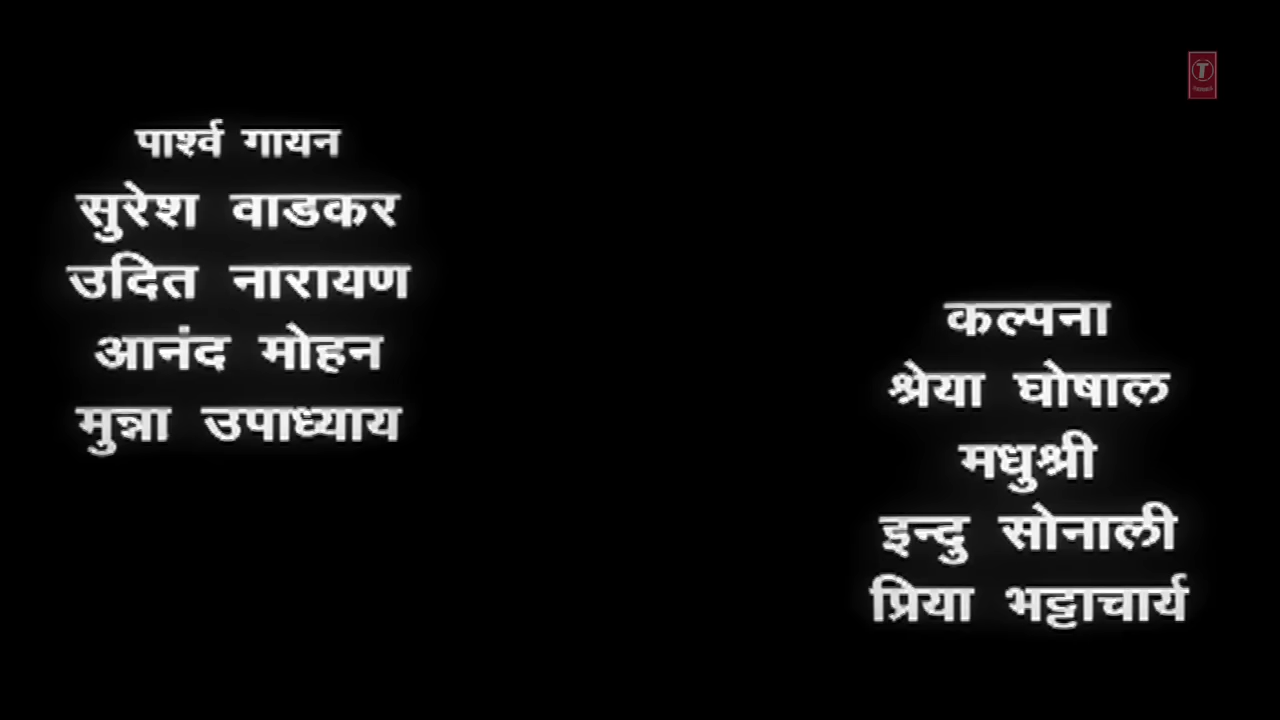 पार्श्व गायन
सुरेश वाडकर
उदित नारायण
आनंद मोहन
मुन्ना उपाध्याय
कल्पना
श्रेया घोषाल
मधुश्री
इन्दु सोनाली
प्रिया भट्टाचार्य